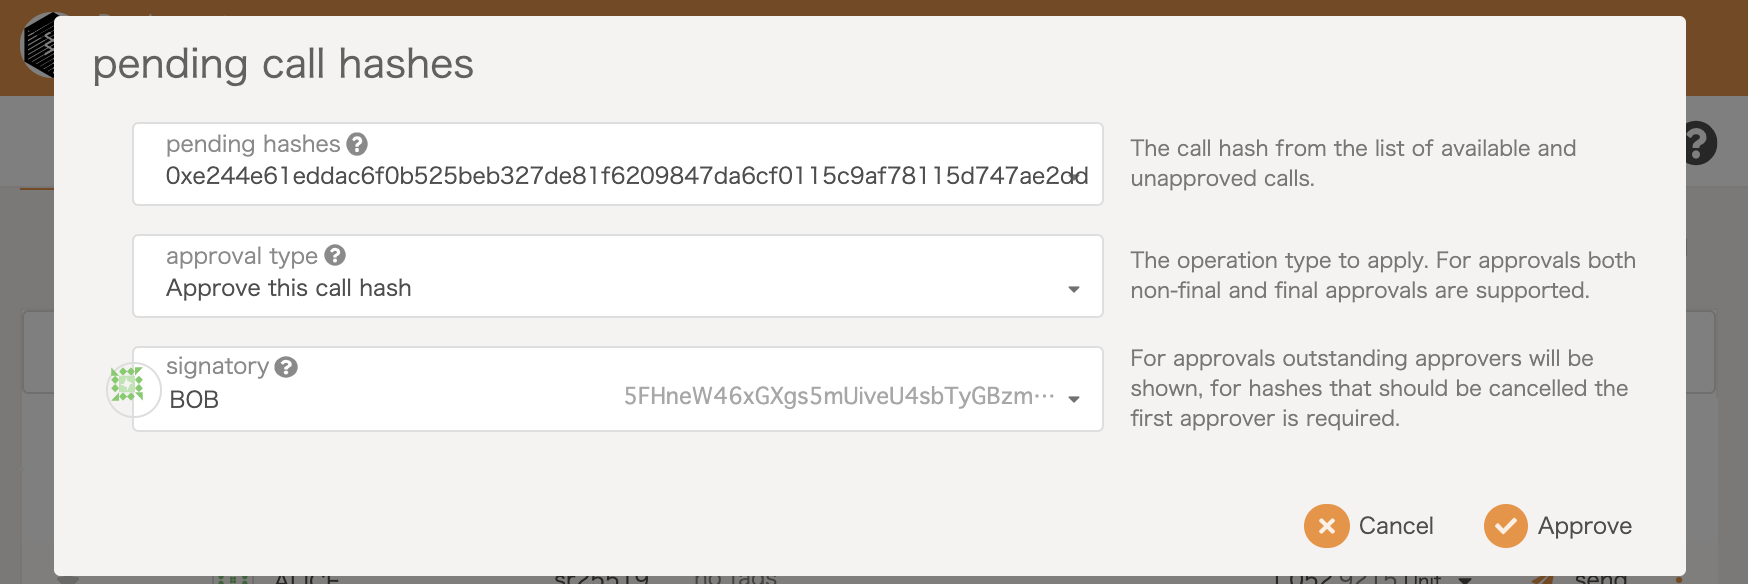 pending call hashes
pending hashes
0xe244e61eddac6f0b525beb327de81f6209847da6cf0115c9af78115d747ae2dd
The call hash from the list of available and
unapproved calls.
approval type
Approve this call hash
The operation type to apply. For approvals both
non-final and final approvals are supported.
signatory
BOB
5FHneW46xGXgs5mUiveU4sbTyGBzm…
For approvals outstanding approvers will be
shown, for hashes that should be cancelled the
first approver is required.
Cancel
Approve
ALICE
sr25519
no tags
1.052 9215 Unit
send